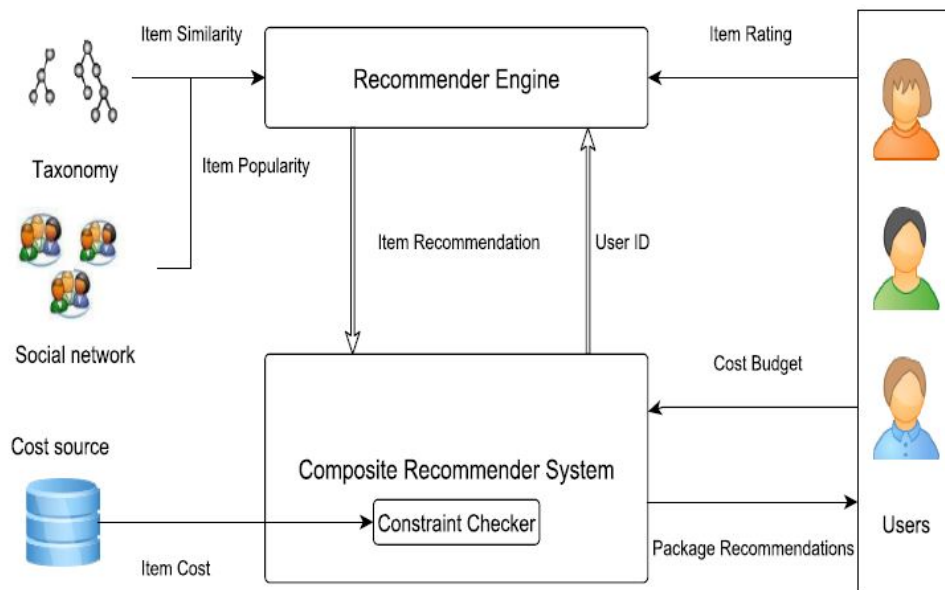 Item Similarity
Recommender Engine
Item Rating
Taxonomy
Item Popularity
Item Recommendation
User ID
Social network
Cost Budget
Cost source
Composite Recommender System
Constraint Checker
Users
Item Cost
Package Recommendations